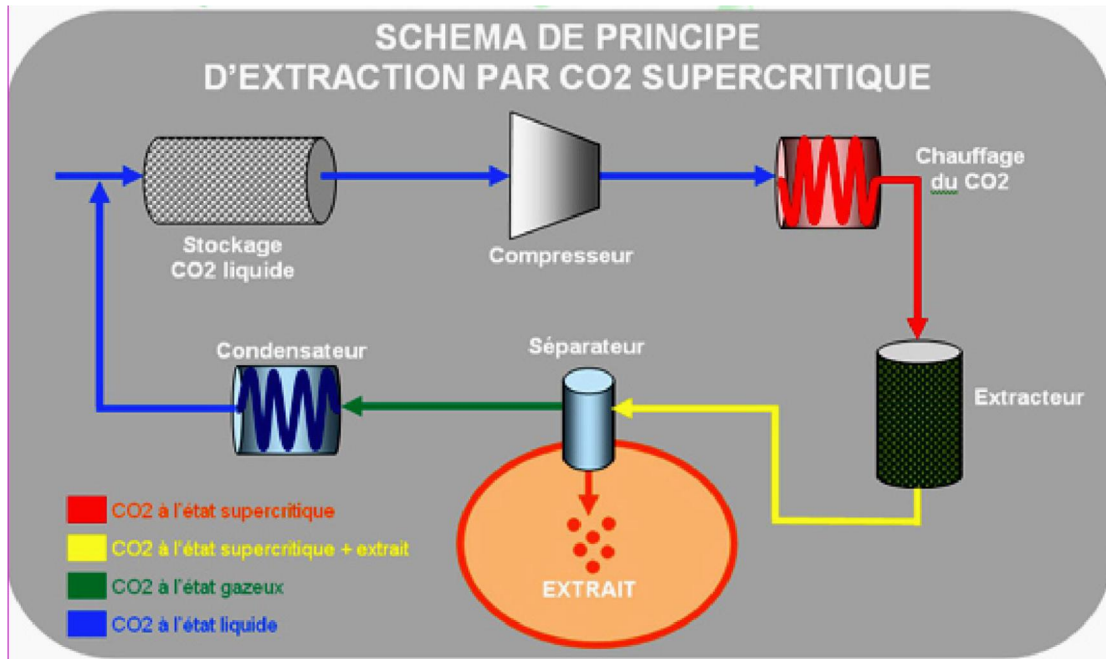 SCHEMA DE PRINCIPE
D'EXTRACTION PAR CO2 SUPERCRITIQUE
Stockage
CO2 liquide
Compresseur
Chauffage
du CO2
Condensateur
Séparateur
Extracteur
CO2 à l'état supercritique
CO2 à l'état supercritique + extrait
CO2 à l'état gazeux
CO2 à l'état liquide
EXTRAIT